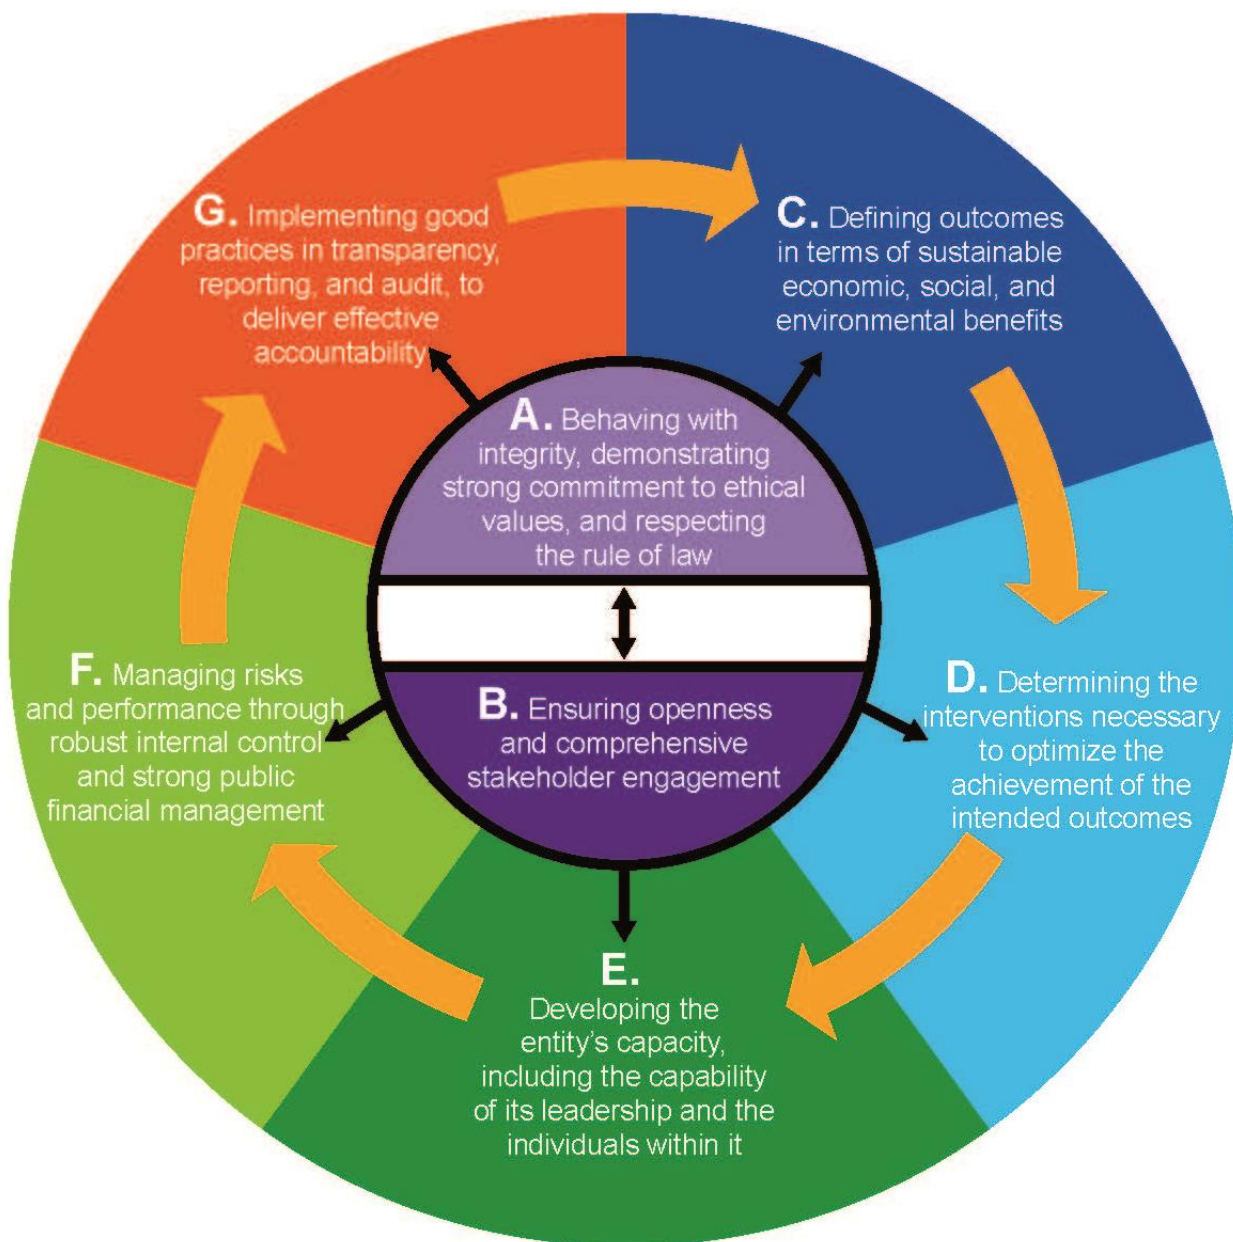 A. Behaving with
integrity, demonstrating
strong commitment to ethical
values, and respecting
the rule of law
B. Ensuring openness
and comprehensive
stakeholder engagement
C. Defining outcomes
in terms of sustainable
economic, social, and
environmental benefits
D. Determining the
interventions necessary
to optimize the
achievement of the
intended outcomes
E.
Developing the
entity's capacity,
including the capability
of its leadership and the
individuals within it
F. Managing risks
and performance through
robust internal control
and strong public
financial management
G. Implementing good
practices in transparency,
reporting, and audit, to
deliver effective
accountability